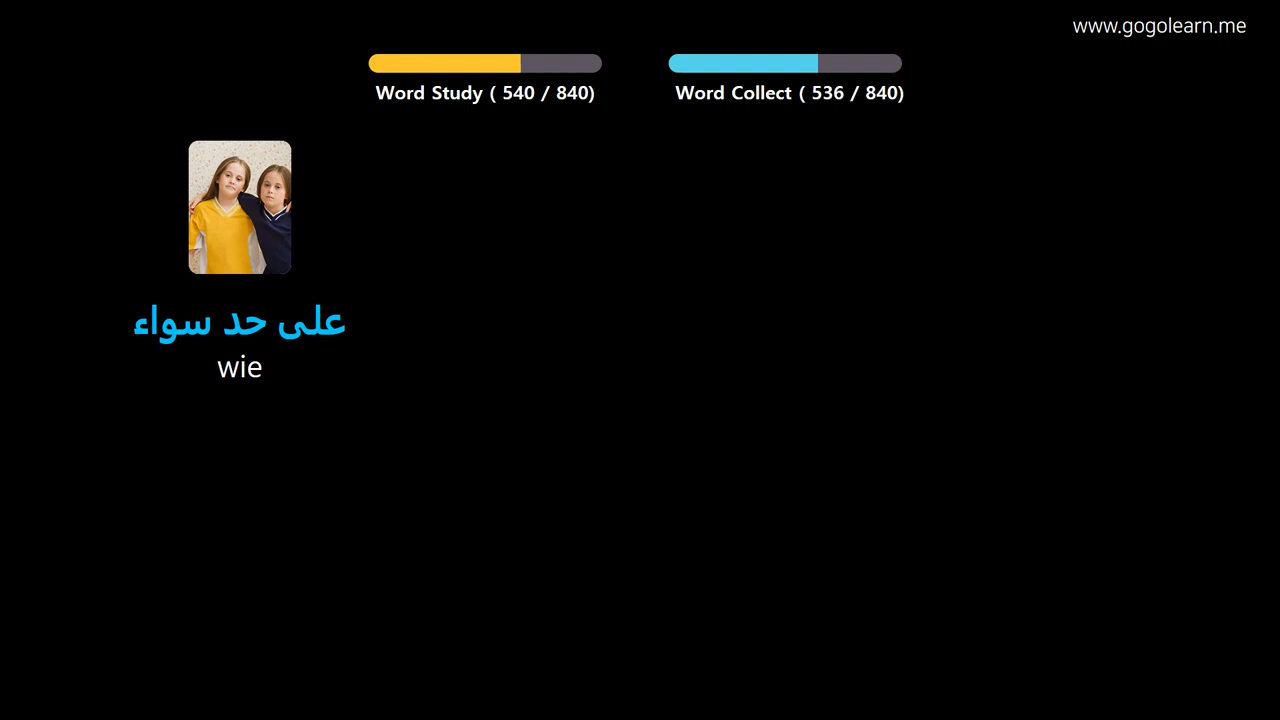 www.gogolearn.me
Word Study ( 540 / 840)
Word Collect ( 536 / 840)
على حد سواء
wie